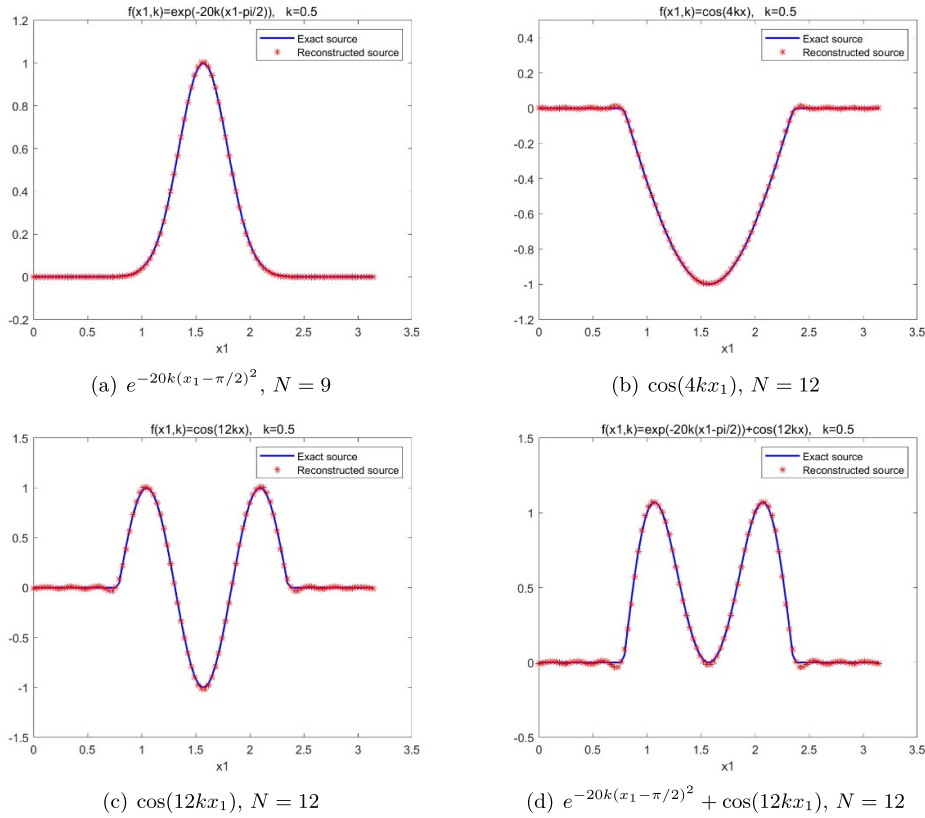 f(x1,k)=exp(-20k(x1-pi/2)), k=0.5
1.2
1
0.8
0.6
0.4
0.2
0
-0.2
Exact source
Reconstructed source
0 0.5 1 1.5 2 2.5 3 3.5
x1
(a) e^{-20k(x_1-π/2)^2}, N = 9
f(x1,k)=cos(4kx), k=0.5
0.4
0.2
0
-0.2
-0.4
-0.6
-0.8
-1
-1.2
Exact source
Reconstructed source
0 0.5 1 1.5 2 2.5 3 3.5
x1
(b) cos(4kx_1), N = 12
f(x1,k)=cos(12kx), k=0.5
1.5
1
0.5
0
-0.5
-1
-1.5
Exact source
Reconstructed source
0 0.5 1 1.5 2 2.5 3 3.5
x1
(c) cos(12kx_1), N = 12
f(x1,k)=exp(-20k(x1-pi/2))+cos(12kx), k=0.5
1.5
1
0.5
0
-0.5
Exact source
Reconstructed source
0 0.5 1 1.5 2 2.5 3 3.5
x1
(d) e^{-20k(x_1-π/2)^2} + cos(12kx_1), N = 12